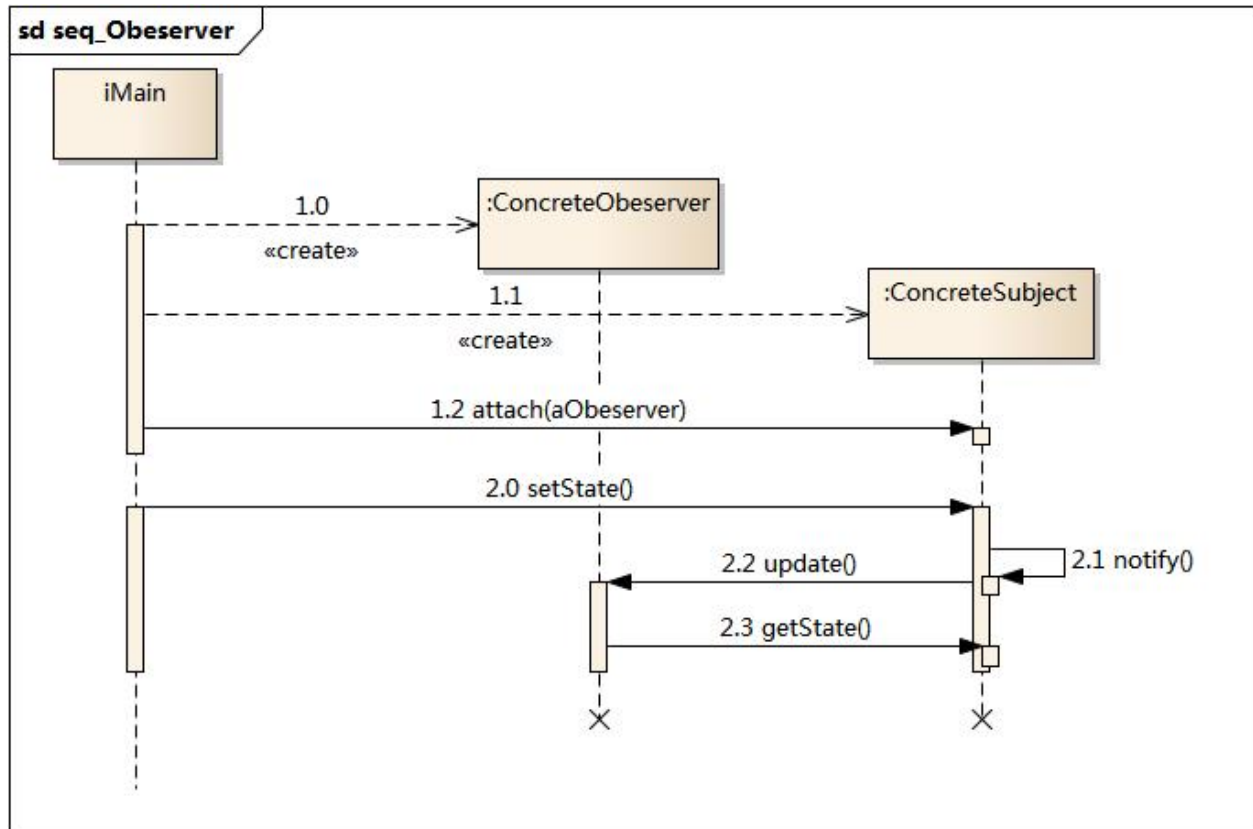 sd seq_Obeserver
iMain
:ConcreteObeserver
1.0
«create»
:ConcreteSubject
1.1
«create»
1.2 attach(aObeserver)
2.0 setState()
2.1 notify()
2.2 update()
2.3 getState()